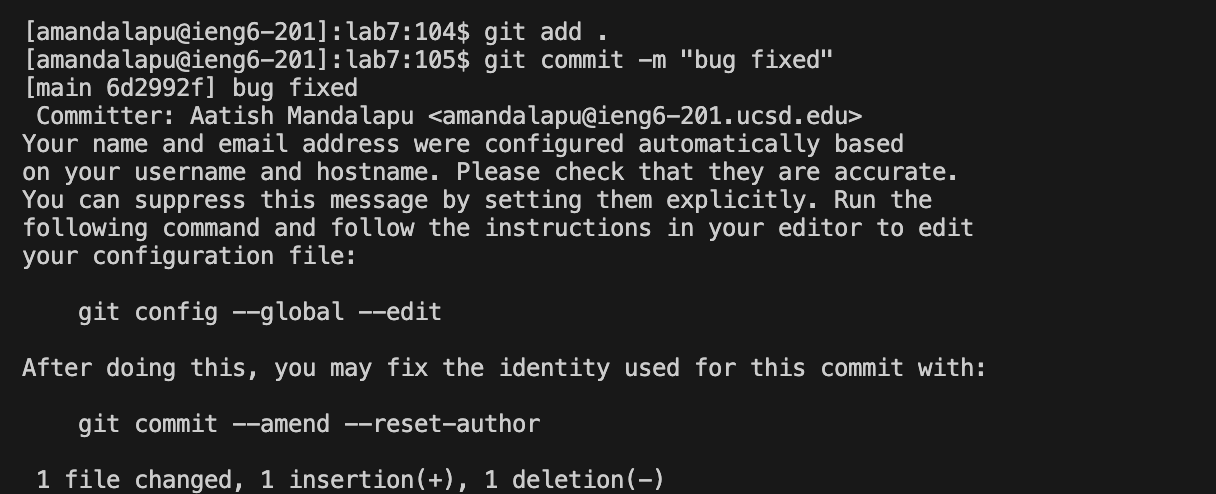 [amandalapu@ieng6-201]:lab7:104$ git add .
[amandalapu@ieng6-201]:lab7:105$ git commit -m "bug fixed"
[main 6d2992f] bug fixed
 Committer: Aatish Mandalapu <amandalapu@ieng6-201.ucsd.edu>
Your name and email address were configured automatically based
on your username and hostname. Please check that they are accurate.
You can suppress this message by setting them explicitly. Run the
following command and follow the instructions in your editor to edit
your configuration file:

    git config --global --edit

After doing this, you may fix the identity used for this commit with:

    git commit --amend --reset-author

 1 file changed, 1 insertion(+), 1 deletion(-)